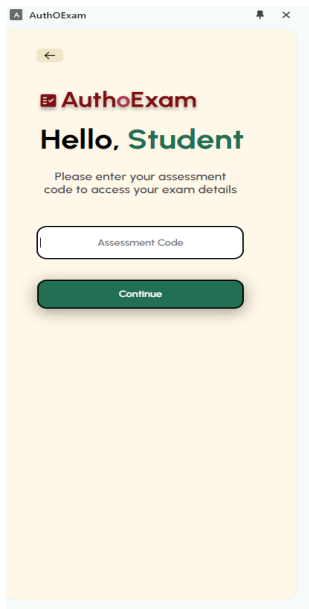 A AuthOExam
AuthoExam
Hello, Student
Please enter your assessment
code to access your exam details
Assessment Code
Continue